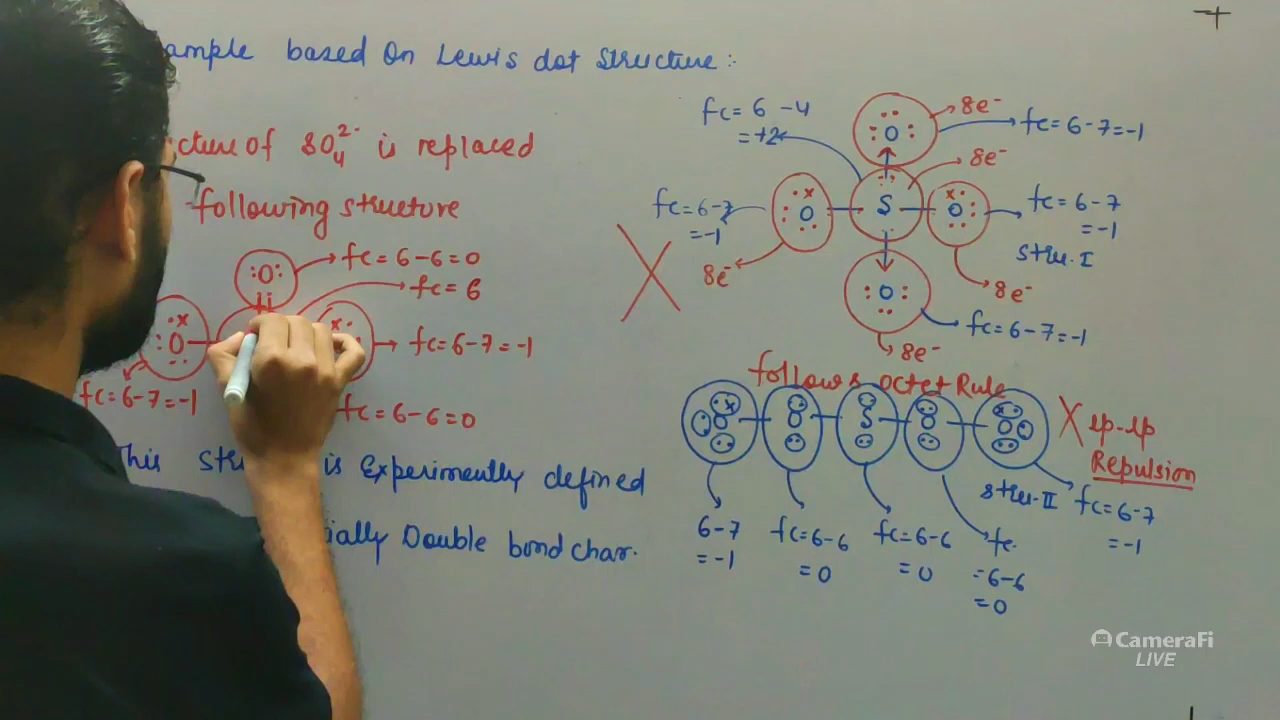 ample based On Lewis dot Structure :-
cture of SO₄²⁻ is replaced
following structure
:O:
fc = 6-6 = 0
fc = 6
:O
fc = 6-7 = -1
fc = 6-7 = -1
fc = 6-6 = 0
This str is Experimentlly defined
ially Double bond char.
fc = 6 - 4
= +2
O
8e⁻
fc = 6-7 = -1
8e⁻
fc = 6-7
= -1
O
S
O
fc = 6-7
= -1
Stru. I
8e⁻
8e⁻
O
fc = 6-7 = -1
8e⁻
follows octet Rule
O O S O O
X lp-lp
Repulsion
Stru. II
6-7
= -1
fc = 6-6
= 0
fc = 6-6
= 0
fc.
= 6-6
= 0
fc = 6-7
= -1
CameraFi
LIVE